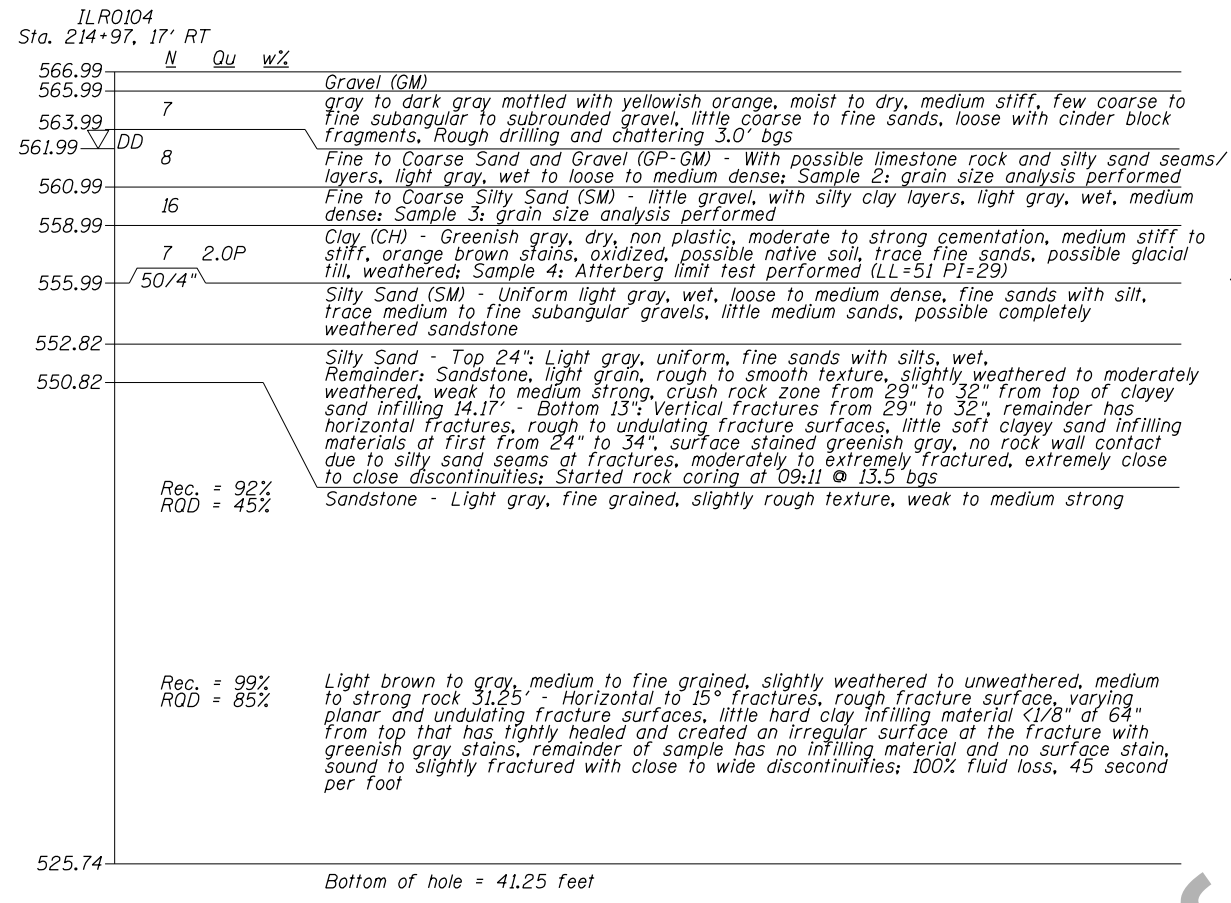 ILR0104
Sta. 214+97, 17' RT
N Qu w%
566.99
Gravel (GM)
565.99
7
gray to dark gray mottled with yellowish orange, moist to dry, medium stiff, few coarse to
fine subangular to subrounded gravel, little coarse to fine sands, loose with cinder block
fragments, Rough drilling and chattering 3.0' bgs
563.99
DD
561.99
8
Fine to Coarse Sand and Gravel (GP-GM) - With possible limestone rock and silty sand seams/
layers, light gray, wet to loose to medium dense; Sample 2: grain size analysis performed
560.99
16
Fine to Coarse Silty Sand (SM) - little gravel, with silty clay layers, light gray, wet, medium
dense: Sample 3: grain size analysis performed
558.99
7 2.0P
Clay (CH) - Greenish gray, dry, non plastic, moderate to strong cementation, medium stiff to
stiff, orange brown stains, oxidized, possible native soil, trace fine sands, possible glacial
till, weathered; Sample 4: Atterberg limit test performed (LL=51 PI=29)
555.99
50/4"
Silty Sand (SM) - Uniform light gray, wet, loose to medium dense, fine sands with silt,
trace medium to fine subangular gravels, little medium sands, possible completely
weathered sandstone
552.82
Silty Sand - Top 24": Light gray, uniform, fine sands with silts, wet,
Remainder: Sandstone, light grain, rough to smooth texture, slightly weathered to moderately
weathered, weak to medium strong, crush rock zone from 29" to 32" from top of clayey
sand infilling 14.17' - Bottom 13": Vertical fractures from 29" to 32", remainder has
horizontal fractures, rough to undulating fracture surfaces, little soft clayey sand infilling
materials at first from 24" to 34", surface stained greenish gray, no rock wall contact
due to silty sand seams at fractures, moderately to extremely fractured, extremely close
to close discontinuities; Started rock coring at 09:11 @ 13.5 bgs
550.82
Rec. = 92%
RQD = 45%
Sandstone - Light gray, fine grained, slightly rough texture, weak to medium strong
Rec. = 99%
RQD = 85%
Light brown to gray, medium to fine grained, slightly weathered to unweathered, medium
to strong rock 31.25' - Horizontal to 15° fractures, rough fracture surface, varying
planar and undulating fracture surfaces, little hard clay infilling material <1/8" at 64"
from top that has tightly healed and created an irregular surface at the fracture with
greenish gray stains, remainder of sample has no infilling material and no surface stain,
sound to slightly fractured with close to wide discontinuities; 100% fluid loss, 45 second
per foot
525.74
Bottom of hole = 41.25 feet